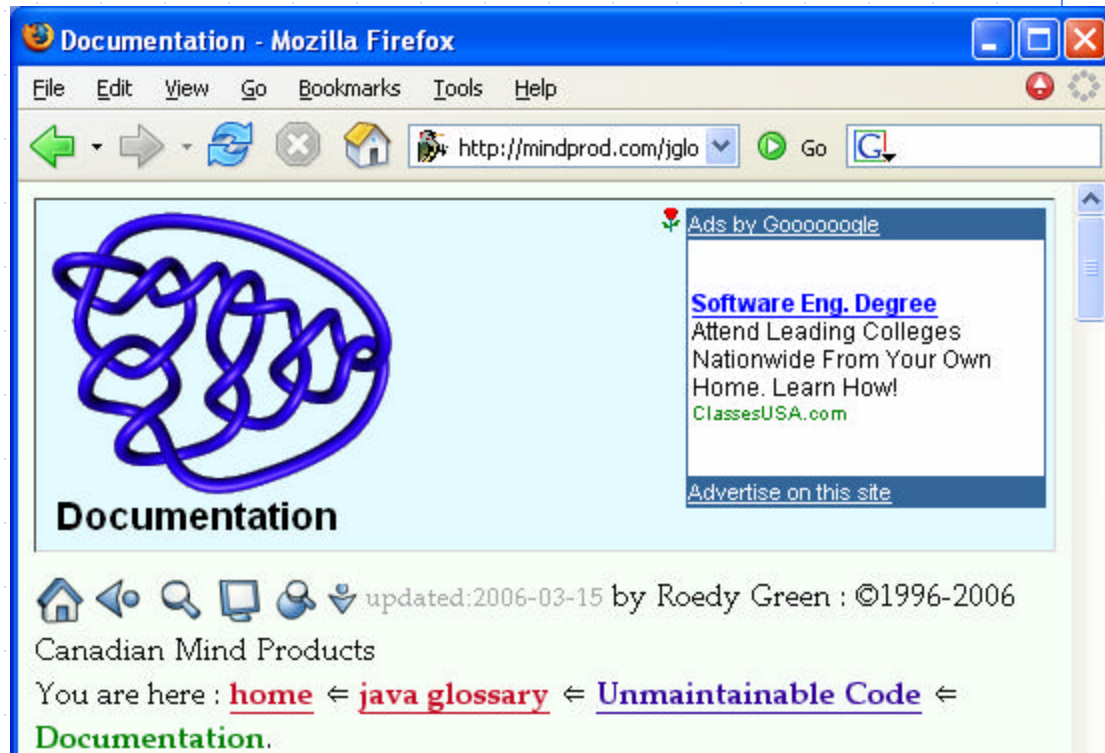 Documentation - Mozilla Firefox
File Edit View Go Bookmarks Tools Help
http://mindprod.com/jglo Go G
Ads by Goooooogle
Software Eng. Degree
Attend Leading Colleges
Nationwide From Your Own
Home. Learn How!
ClassesUSA.com
Advertise on this site
Documentation
updated:2006-03-15 by Roedy Green : ©1996-2006
Canadian Mind Products
You are here : home ⇐ java glossary ⇐ Unmaintainable Code ⇐
Documentation.